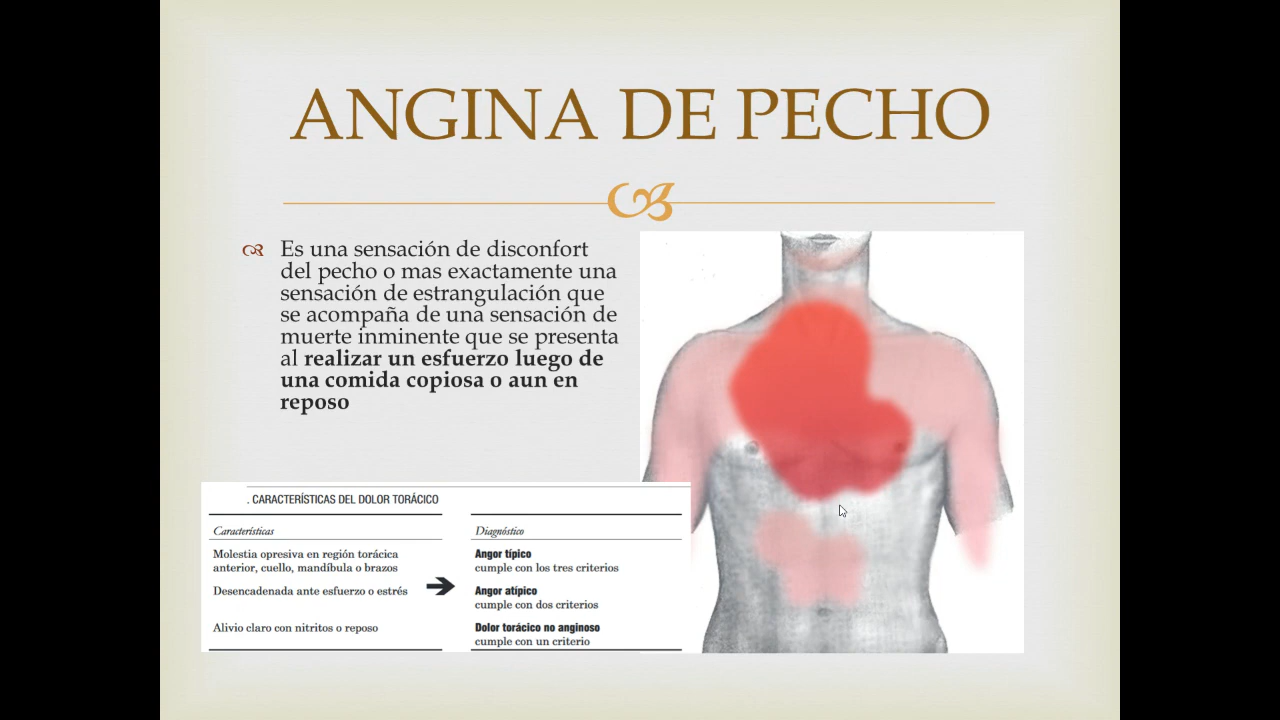 ANGINA DE PECHO
Es una sensación de disconfort
del pecho o mas exactamente una
sensación de estrangulación que
se acompaña de una sensación de
muerte inminente que se presenta
al realizar un esfuerzo luego de
una comida copiosa o aun en
reposo
. CARACTERÍSTICAS DEL DOLOR TORÁCICO
Características
Molestia opresiva en región torácica
anterior, cuello, mandíbula o brazos
Desencadenada ante esfuerzo o estrés
Alivio claro con nitritos o reposo
Diagnóstico
Angor típico
cumple con los tres criterios
Angor atípico
cumple con dos criterios
Dolor torácico no anginoso
cumple con un criterio